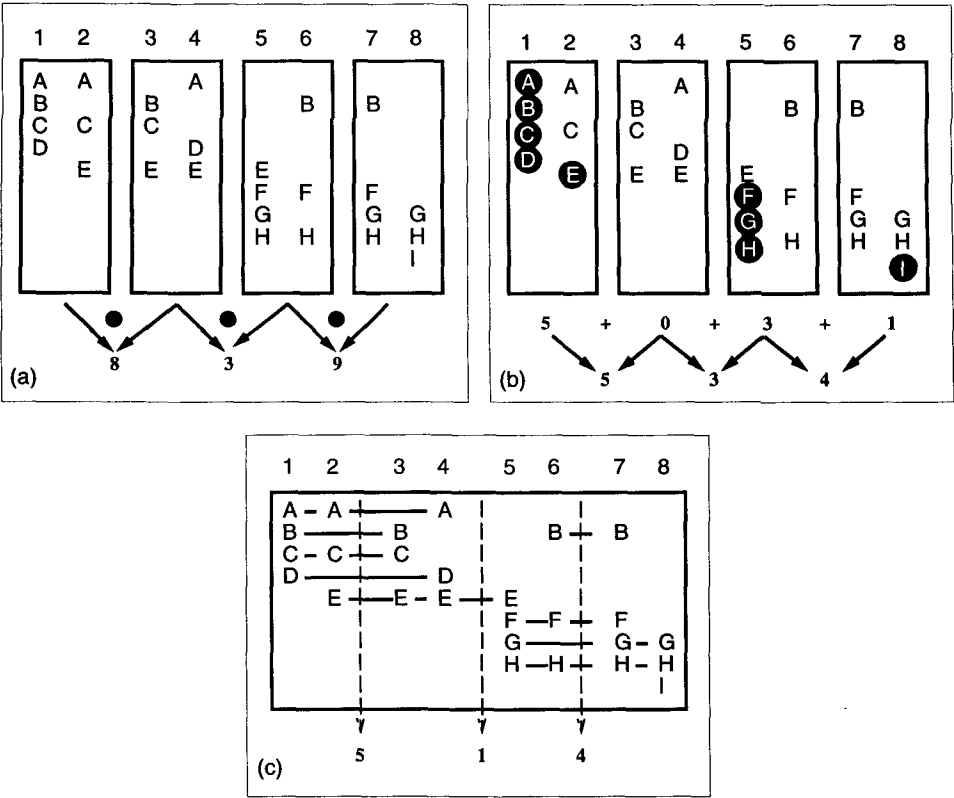 1 2 3 4 5 6 7 8
A A A
B B B B
C C C
D D
E E E E
F F F
G G G
H H H H
I
8 3 9
(a)
1 2 3 4 5 6 7 8
A A A
B B B B
C C C
D D
E E E E
F F F
G G G
H H H H
I
5 + 0 + 3 + 1
5 3 4
(b)
1 2 3 4 5 6 7 8
A A A
B B B B
C C C
D D
E E E E
F F F
G G G
H H H H
I
5 1 4
(c)